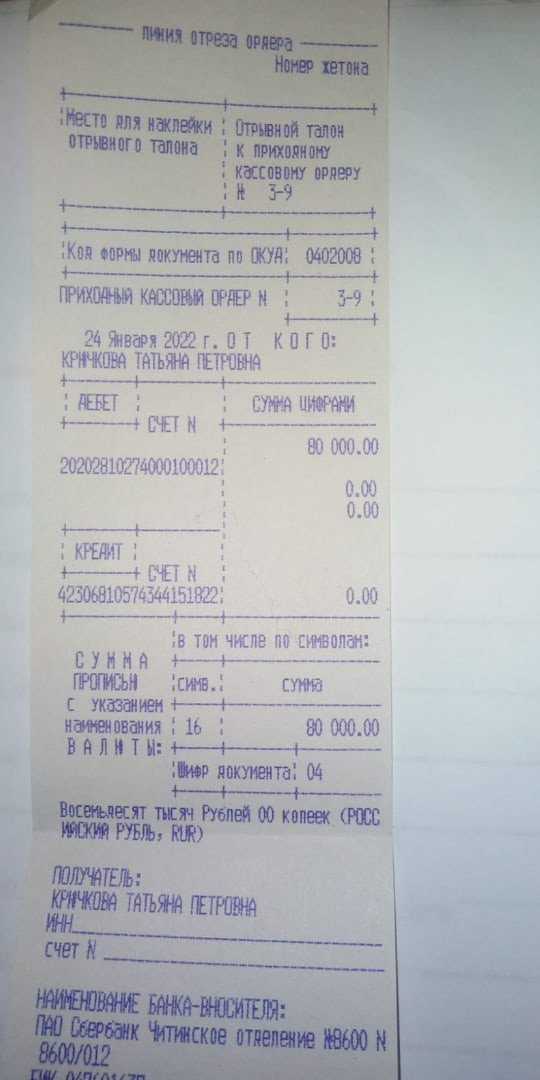 ЛИНИЯ ОТРЕЗА ОРДЕРА
Номер жетона
Место для наклейки
отрывного талона
Отрывной талон
к приходному
кассовому ордеру
№ 3-9
Код формы документа по ОКУД 0402008
ПРИХОДНЫЙ КАССОВЫЙ ОРДЕР N 3-9
24 Января 2022 г. О Т К О Г О:
КРЮЧКОВА ТАТЬЯНА ПЕТРОВНА
ДЕБЕТ
СЧЕТ N
СУММА ЦИФРАМИ
80 000.00
20202810274000100012
0.00
0.00
КРЕДИТ
СЧЕТ N
42306810574344151822 0.00
в том числе по символам:
С У М М А
ПРОПИСЬЮ симв. сумма
с указанием
наименования 16 80 000.00
В А Л Ю Т Ы:
Шифр документа 04
Восемьдесят тысяч Рублей 00 копеек (РОСС
ИЙСКИЙ РУБЛЬ, RUR)
ПОЛУЧАТЕЛЬ:
КРЮЧКОВА ТАТЬЯНА ПЕТРОВНА
ИНН
счет N
НАИМЕНОВАНИЕ БАНКА-ВНОСИТЕЛЯ:
ПАО Сбербанк Читинское отделение №8600 N
8600/012